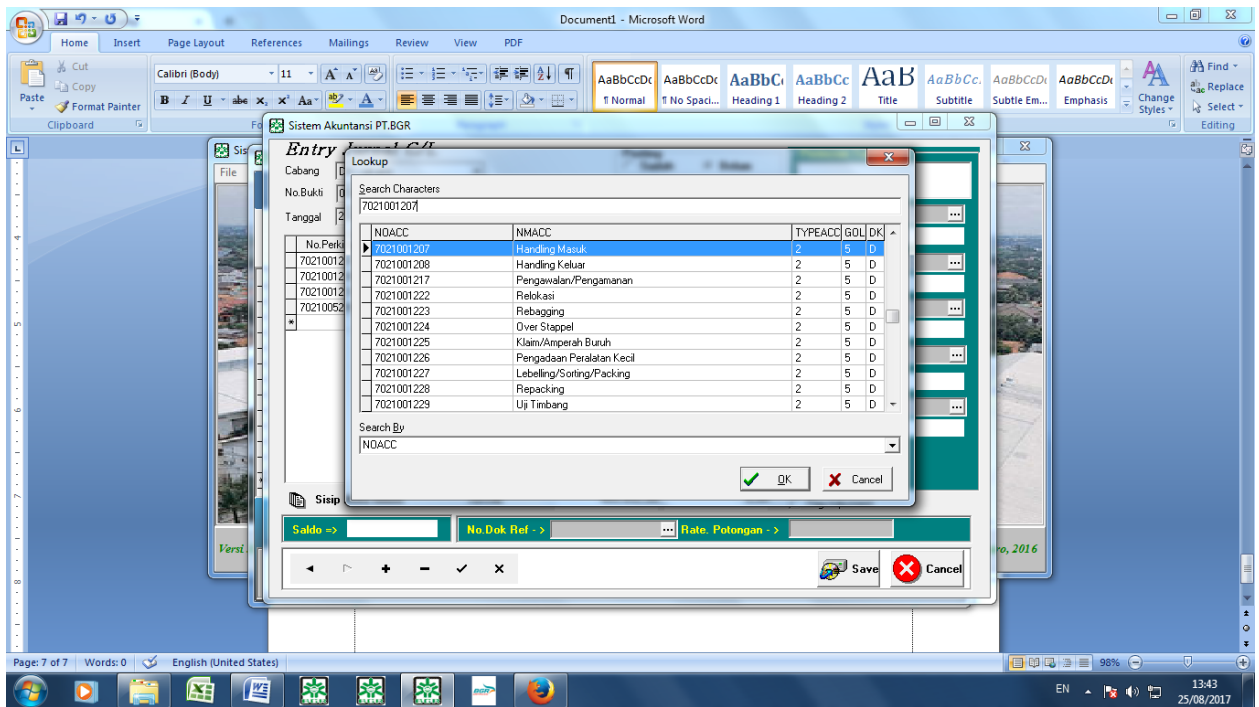 Document1 - Microsoft Word
Home Insert Page Layout References Mailings Review View PDF
Paste
Cut
Copy
Format Painter
Clipboard
Calibri (Body) 11
AaBbCcDc AaBbCcDc AaBbC AaBbCc AaB AaBbCc. AaBbCcDc AaBbCcDc
¶ Normal ¶ No Spaci... Heading 1 Heading 2 Title Subtitle Subtle Em... Emphasis
Change Styles
Find
Replace
Select
Editing
Sistem Akuntansi PT.BGR
Entry Jurnal G/L
File
Cabang
No.Bukti
Tanggal
No.Perki
70210012
70210012
70210012
70210052
Lookup
Search Characters
7021001207
NOACC NMACC TYPEACC GOL DK
7021001207 Handling Masuk 2 5 D
7021001208 Handling Keluar 2 5 D
7021001217 Pengawalan/Pengamanan 2 5 D
7021001222 Relokasi 2 5 D
7021001223 Rebagging 2 5 D
7021001224 Over Stappel 2 5 D
7021001225 Klaim/Amperah Buruh 2 5 D
7021001226 Pengadaan Peralatan Kecil 2 5 D
7021001227 Lebelling/Sorting/Packing 2 5 D
7021001228 Repacking 2 5 D
7021001229 Uji Timbang 2 5 D
Search By
NOACC
OK Cancel
Sisip
Saldo => No.Dok Ref - > Rate. Potongan - >
Versi ro, 2016
Save Cancel
Page: 7 of 7 Words: 0 English (United States) 98%
EN 13:43
25/08/2017